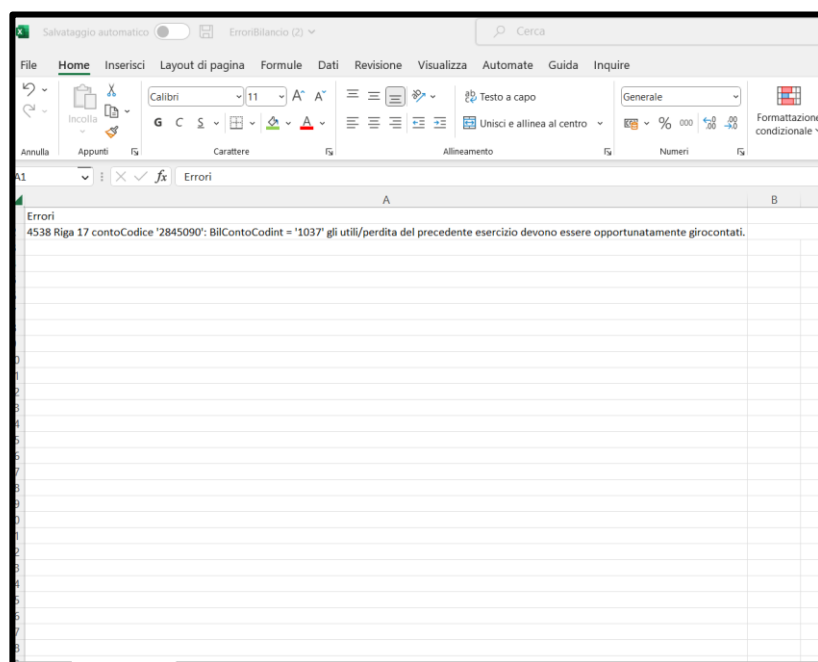 Salvataggio automatico
ErroriBilancio (2)
Cerca
File Home Inserisci Layout di pagina Formule Dati Revisione Visualizza Automate Guida Inquire
Incolla
Calibri 11 A A
ab Testo a capo
Generale
G C S A
Unisci e allinea al centro
% 000
Formattazione
condizionale
Annulla Appunti Carattere Allineamento Numeri
A1 fx Errori
A B
Errori
4538 Riga 17 contoCodice '2845090': BilContoCodint = '1037' gli utili/perdita del precedente esercizio devono essere opportunatamente girocontati.